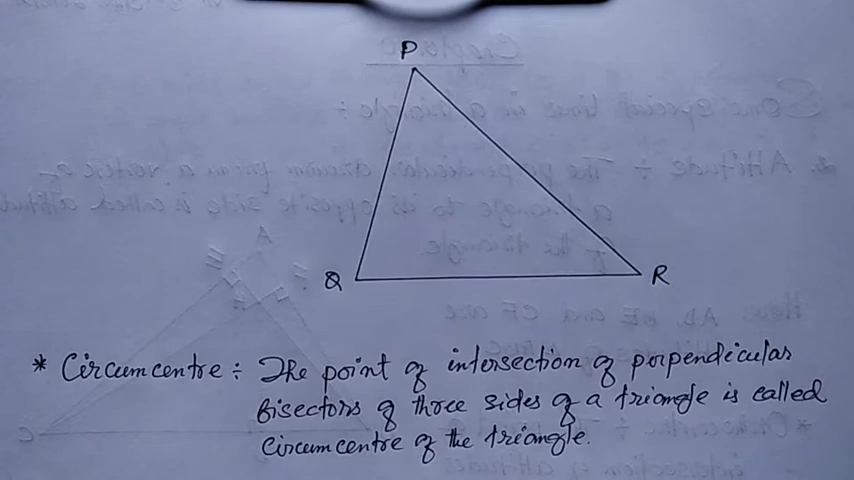 P
Q
R
* Circumcentre ÷ The point of intersection of perpendicular
bisectors of three sides of a triangle is called
circumcentre of the triangle.